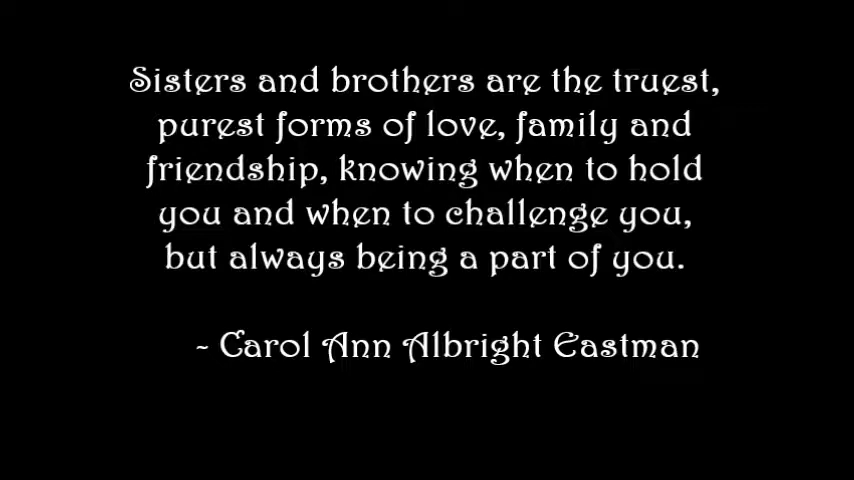 Sisters and brothers are the truest,
purest forms of love, family and
friendship, knowing when to hold
you and when to challenge you,
but always being a part of you.
- Carol Ann Albright Eastman